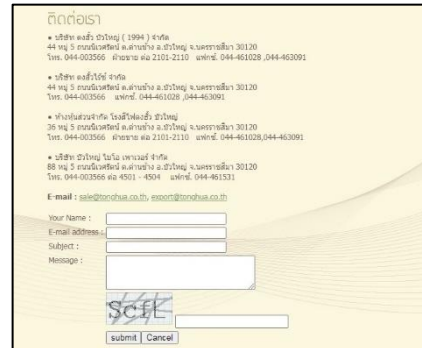 ติดต่อเรา
● บริษัท ตงฮั้ว บัวใหญ่ ( 1994 ) จำกัด
44 หมู่ 5 ถนนนิเวศรัตน์ ต.ด่านช้าง อ.บัวใหญ่ จ.นครราชสีมา 30120
โทร. 044-003566 ฝ่ายขาย ต่อ 2101-2110 แฟกซ์. 044-461028 ,044-463091
● บริษัท ตงฮั้วไรซ์ จำกัด
44 หมู่ 5 ถนนนิเวศรัตน์ ต.ด่านช้าง อ.บัวใหญ่ จ.นครราชสีมา 30120
โทร. 044-003566 แฟกซ์. 044-461028 ,044-463091
● ห้างหุ้นส่วนจำกัด โรงสีไฟตงฮั้ว บัวใหญ่
36 หมู่ 5 ถนนนิเวศรัตน์ ต.ด่านช้าง อ.บัวใหญ่ จ.นครราชสีมา 30120
โทร. 044-003566 ฝ่ายขาย ต่อ 2101-2110 แฟกซ์. 044-461028,044-463091
● บริษัท บัวใหญ่ ไบโอ เพาเวอร์ จำกัด
88 หมู่ 5 ถนนนิเวศรัตน์ ต.ด่านช้าง อ.บัวใหญ่ จ.นครราชสีมา 30120
โทร. 044-003566 ต่อ 4501 - 4504 แฟกซ์. 044-461531
E-mail : sale@tonghua.co.th, export@tonghua.co.th
Your Name :
E-mail address :
Subject :
Message :
ScfL
submit Cancel